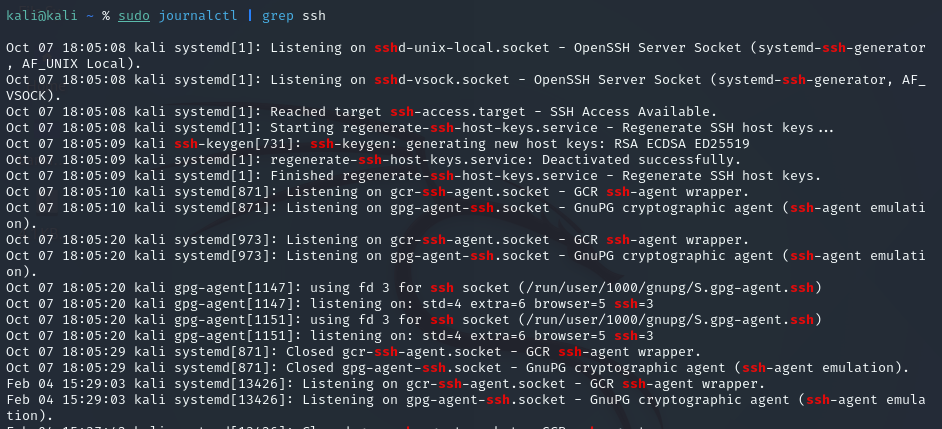 kali@kali ~ % sudo journalctl | grep ssh
Oct 07 18:05:08 kali systemd[1]: Listening on sshd-unix-local.socket - OpenSSH Server Socket (systemd-ssh-generator
, AF_UNIX Local).
Oct 07 18:05:08 kali systemd[1]: Listening on sshd-vsock.socket - OpenSSH Server Socket (systemd-ssh-generator, AF_
VSOCK).
Oct 07 18:05:08 kali systemd[1]: Reached target ssh-access.target - SSH Access Available.
Oct 07 18:05:08 kali systemd[1]: Starting regenerate-ssh-host-keys.service - Regenerate SSH host keys...
Oct 07 18:05:09 kali ssh-keygen[731]: ssh-keygen: generating new host keys: RSA ECDSA ED25519
Oct 07 18:05:09 kali systemd[1]: regenerate-ssh-host-keys.service: Deactivated successfully.
Oct 07 18:05:09 kali systemd[1]: Finished regenerate-ssh-host-keys.service - Regenerate SSH host keys.
Oct 07 18:05:10 kali systemd[871]: Listening on gcr-ssh-agent.socket - GCR ssh-agent wrapper.
Oct 07 18:05:10 kali systemd[871]: Listening on gpg-agent-ssh.socket - GnuPG cryptographic agent (ssh-agent emulati
on).
Oct 07 18:05:20 kali systemd[973]: Listening on gcr-ssh-agent.socket - GCR ssh-agent wrapper.
Oct 07 18:05:20 kali systemd[973]: Listening on gpg-agent-ssh.socket - GnuPG cryptographic agent (ssh-agent emulati
on).
Oct 07 18:05:20 kali gpg-agent[1147]: using fd 3 for ssh socket (/run/user/1000/gnupg/S.gpg-agent.ssh)
Oct 07 18:05:20 kali gpg-agent[1147]: listening on: std=4 extra=6 browser=5 ssh=3
Oct 07 18:05:20 kali gpg-agent[1151]: using fd 3 for ssh socket (/run/user/1000/gnupg/S.gpg-agent.ssh)
Oct 07 18:05:20 kali gpg-agent[1151]: listening on: std=4 extra=6 browser=5 ssh=3
Oct 07 18:05:29 kali systemd[871]: Closed gcr-ssh-agent.socket - GCR ssh-agent wrapper.
Oct 07 18:05:29 kali systemd[871]: Closed gpg-agent-ssh.socket - GnuPG cryptographic agent (ssh-agent emulation).
Feb 04 15:29:03 kali systemd[13426]: Listening on gcr-ssh-agent.socket - GCR ssh-agent wrapper.
Feb 04 15:29:03 kali systemd[13426]: Listening on gpg-agent-ssh.socket - GnuPG cryptographic agent (ssh-agent emula
tion).